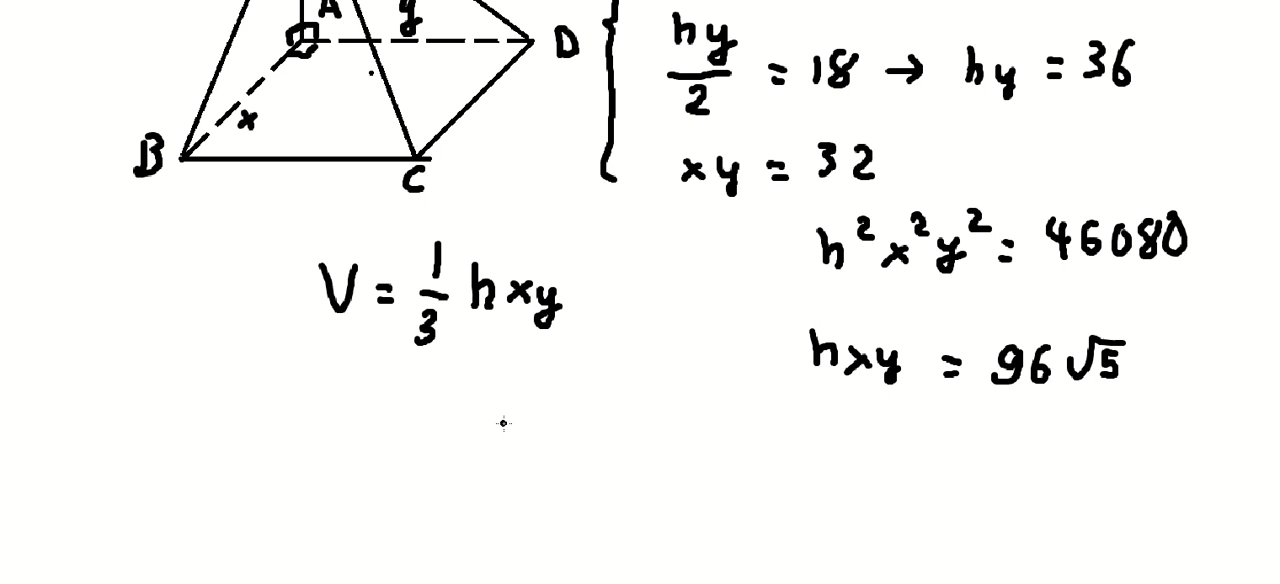 A y
D
x
B
C
hy/2 = 18 → hy = 36
xy = 32
h²x²y² = 46080
V = 1/3 hxy
hxy = 96√5